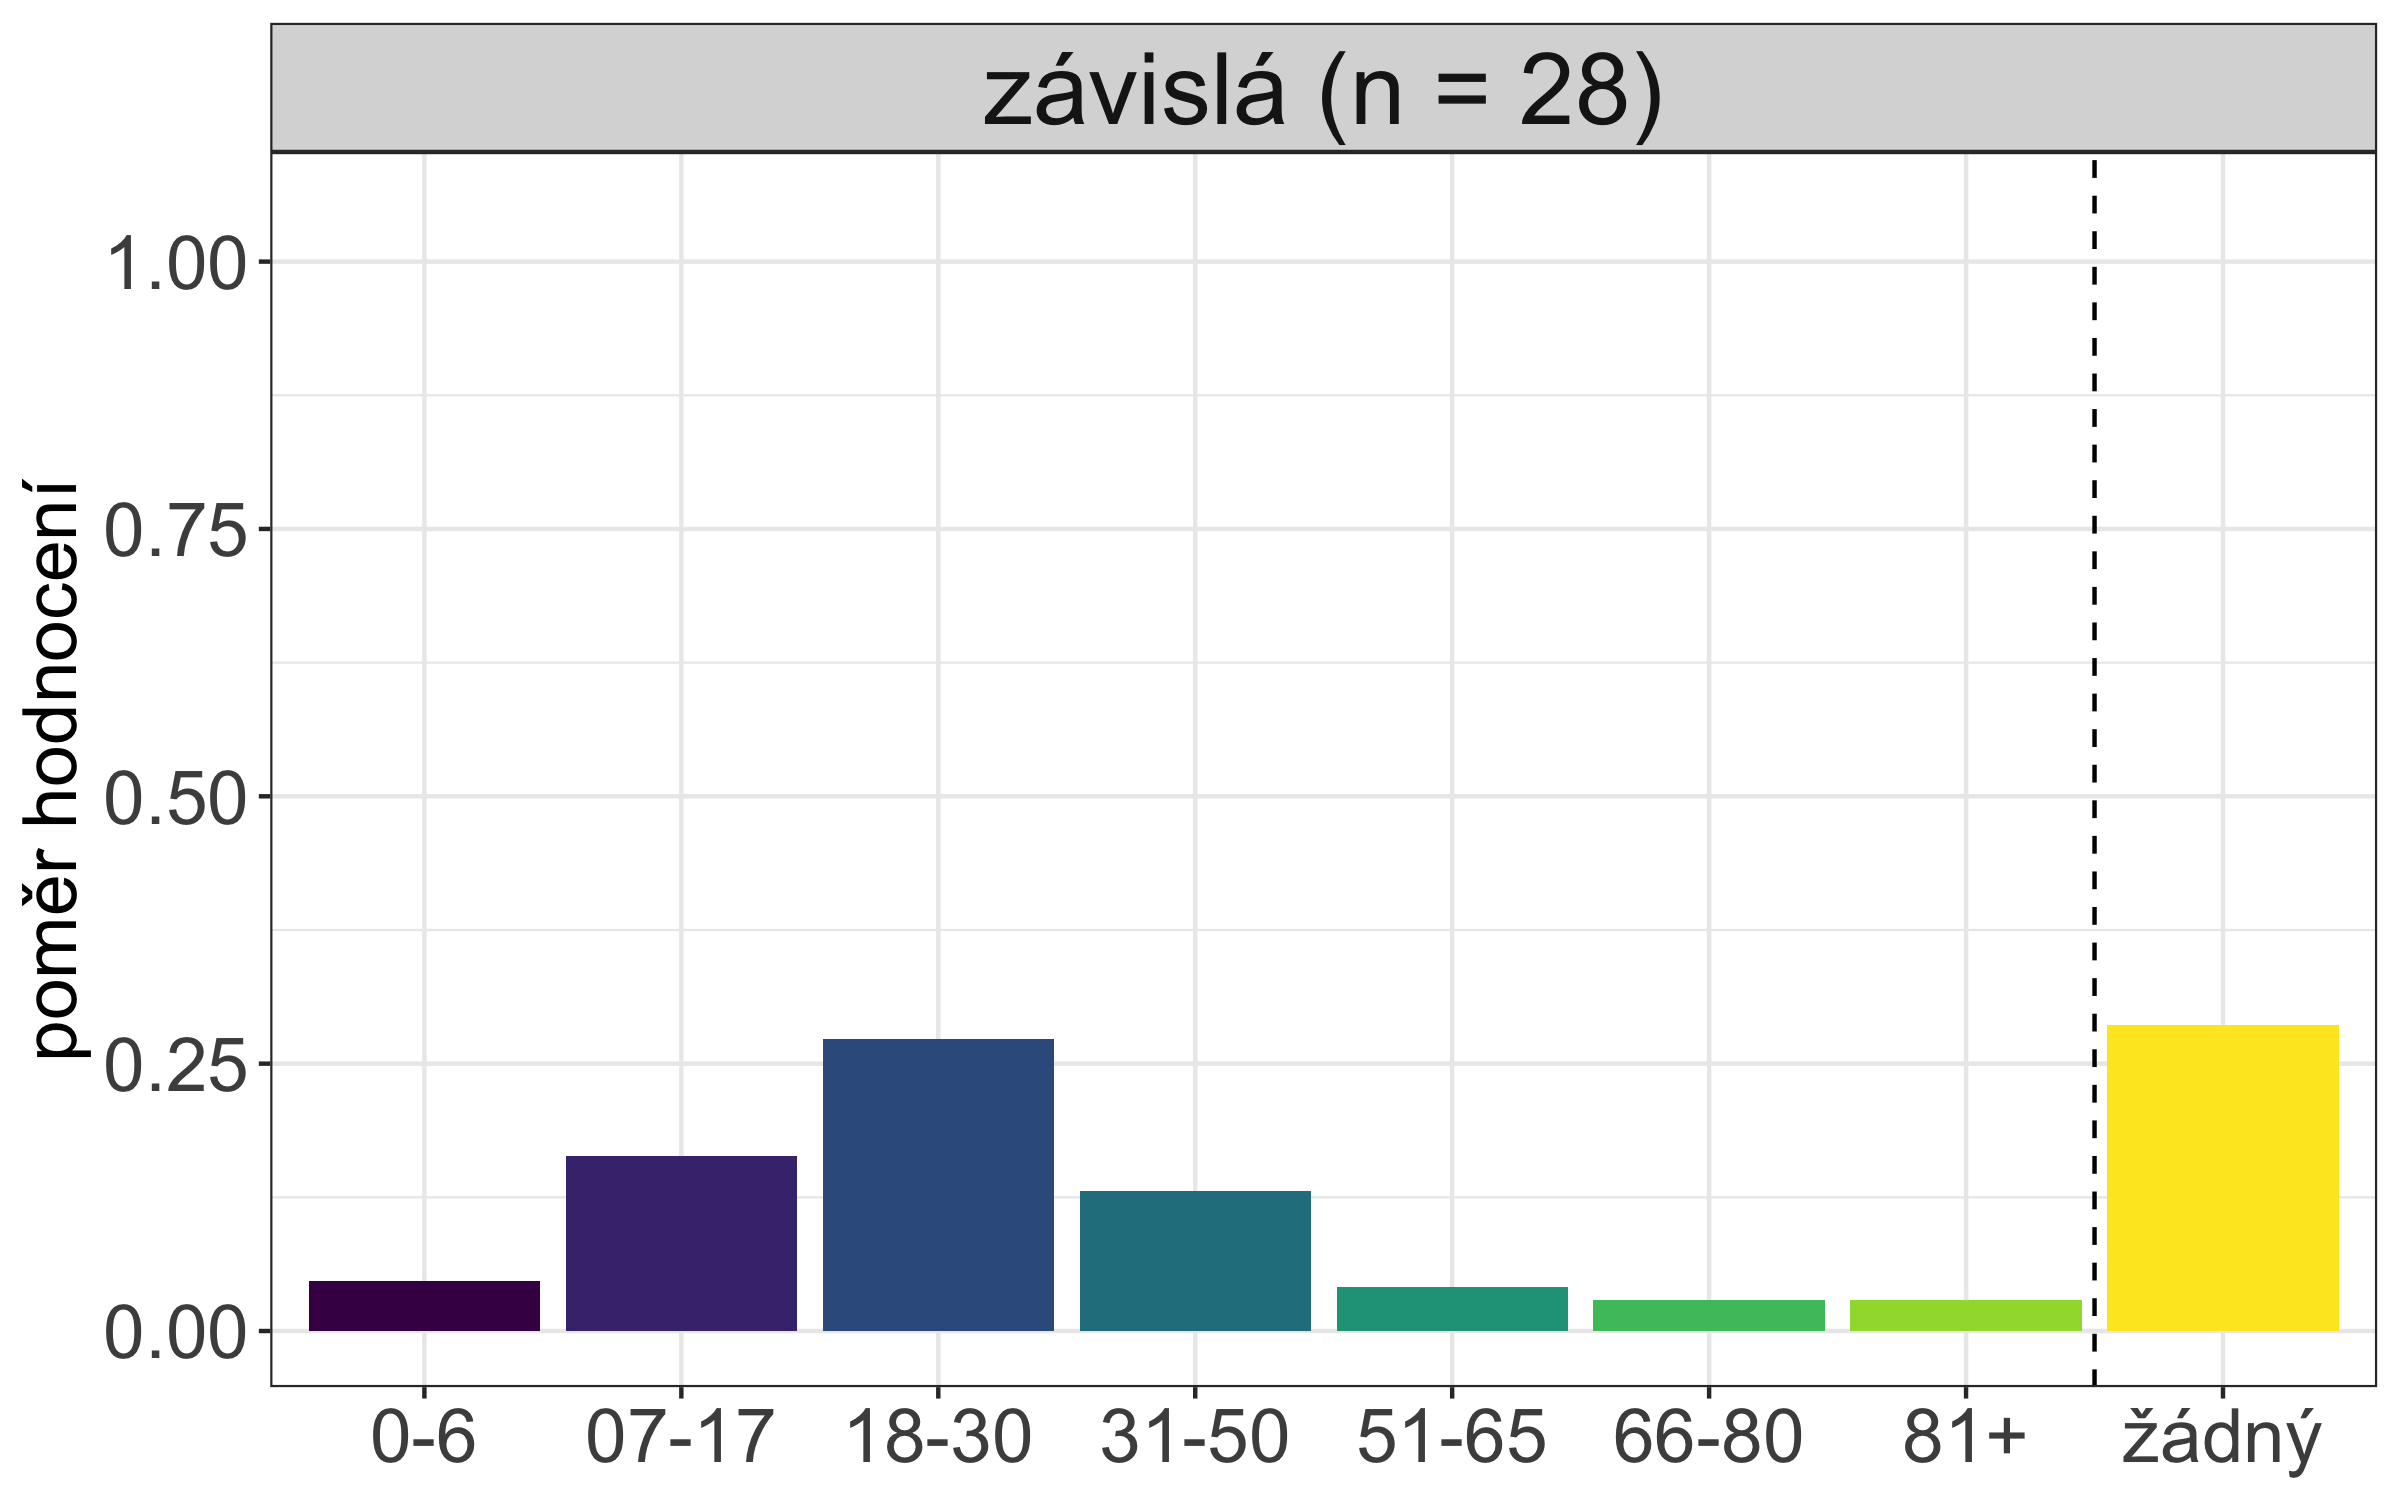 závislá (n = 28)
poměr hodnocení
1.00
0.75
0.50
0.25
0.00
0-6 07-17 18-30 31-50 51-65 66-80 81+ žádný